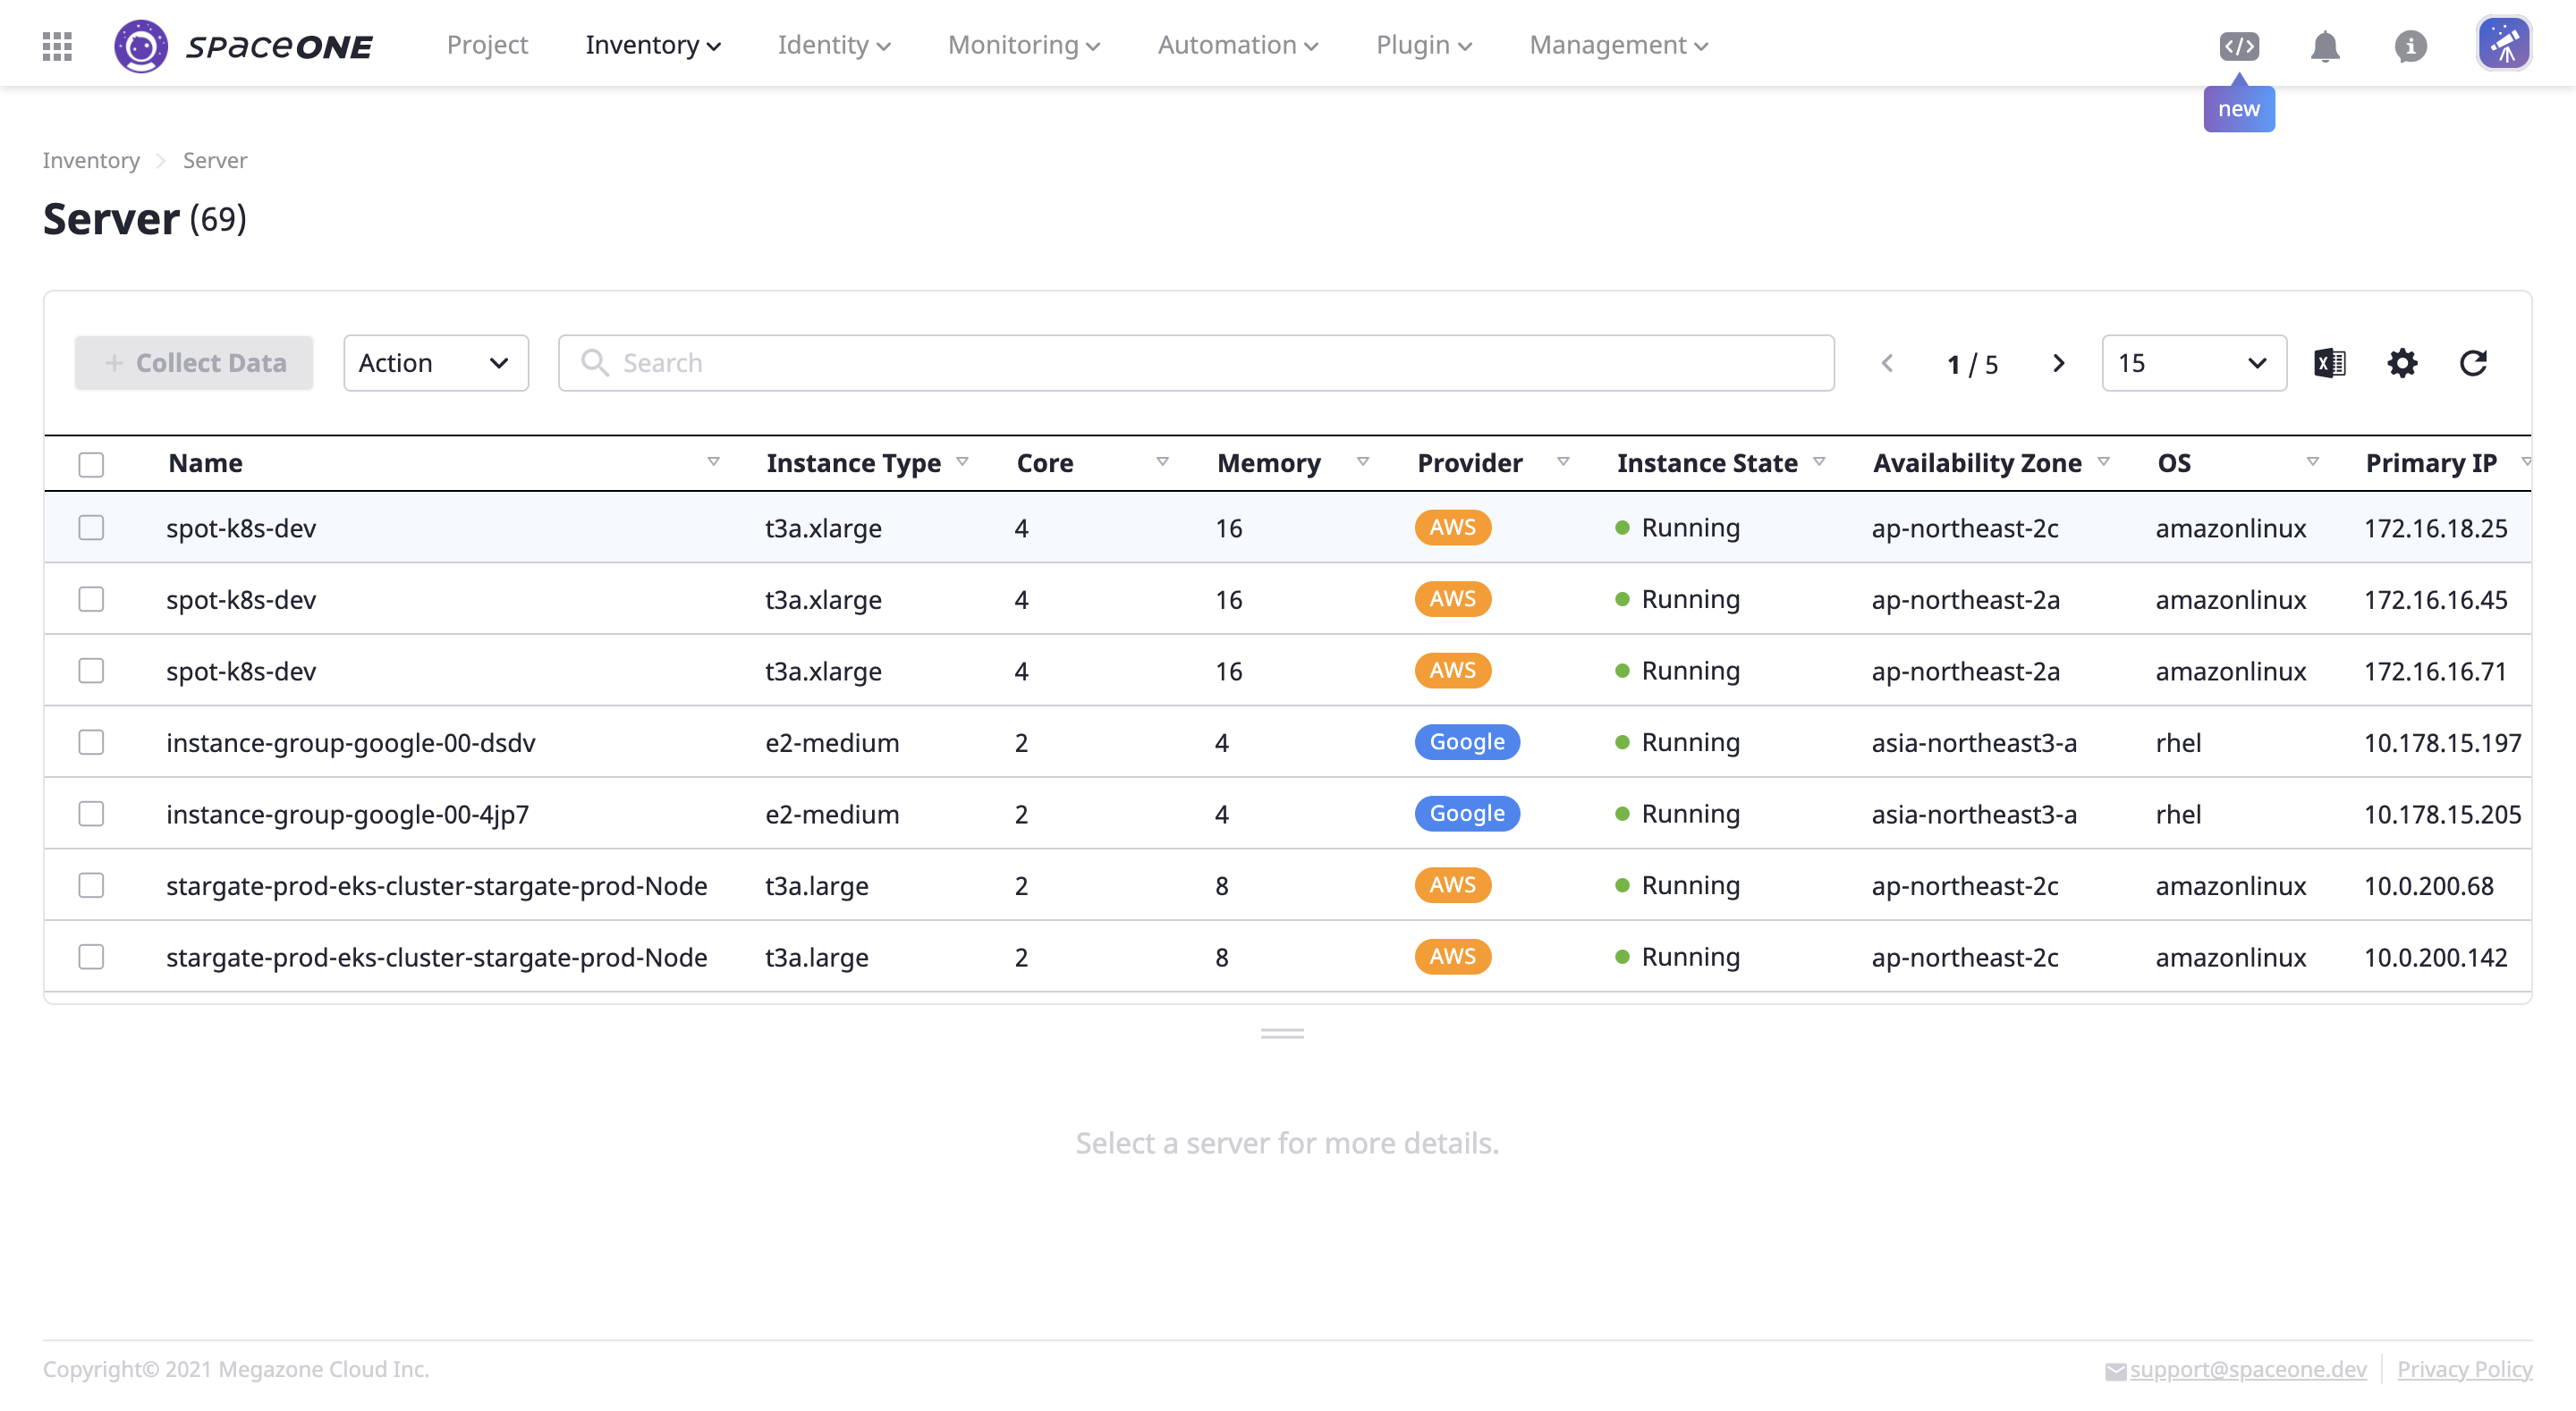 spaceONE Project Inventory Identity Monitoring Automation Plugin Management
new
Inventory Server
Server (69)
Collect Data Action Search 1 / 5 15
Name Instance Type Core Memory Provider Instance State Availability Zone OS Primary IP
spot-k8s-dev t3a.xlarge 4 16 AWS Running ap-northeast-2c amazonlinux 172.16.18.25
spot-k8s-dev t3a.xlarge 4 16 AWS Running ap-northeast-2a amazonlinux 172.16.16.45
spot-k8s-dev t3a.xlarge 4 16 AWS Running ap-northeast-2a amazonlinux 172.16.16.71
instance-group-google-00-dsdv e2-medium 2 4 Google Running asia-northeast3-a rhel 10.178.15.197
instance-group-google-00-4jp7 e2-medium 2 4 Google Running asia-northeast3-a rhel 10.178.15.205
stargate-prod-eks-cluster-stargate-prod-Node t3a.large 2 8 AWS Running ap-northeast-2c amazonlinux 10.0.200.68
stargate-prod-eks-cluster-stargate-prod-Node t3a.large 2 8 AWS Running ap-northeast-2c amazonlinux 10.0.200.142
Select a server for more details.
Copyright© 2021 Megazone Cloud Inc. support@spaceone.dev Privacy Policy